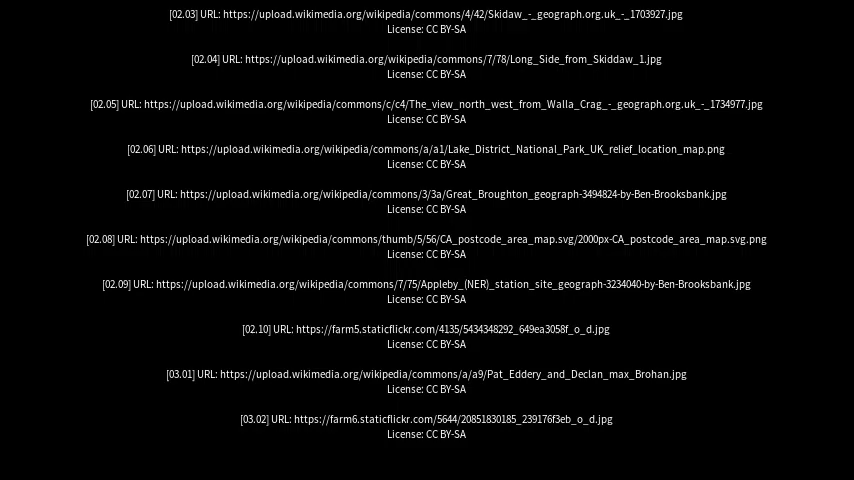 [02.03] URL: https://upload.wikimedia.org/wikipedia/commons/4/42/Skidaw_-_geograph.org.uk_-_1703927.jpg
License: CC BY-SA
[02.04] URL: https://upload.wikimedia.org/wikipedia/commons/7/78/Long_Side_from_Skiddaw_1.jpg
License: CC BY-SA
[02.05] URL: https://upload.wikimedia.org/wikipedia/commons/c/c4/The_view_north_west_from_Walla_Crag_-_geograph.org.uk_-_1734977.jpg
License: CC BY-SA
[02.06] URL: https://upload.wikimedia.org/wikipedia/commons/a/a1/Lake_District_National_Park_UK_relief_location_map.png
License: CC BY-SA
[02.07] URL: https://upload.wikimedia.org/wikipedia/commons/3/3a/Great_Broughton_geograph-3494824-by-Ben-Brooksbank.jpg
License: CC BY-SA
[02.08] URL: https://upload.wikimedia.org/wikipedia/commons/thumb/5/56/CA_postcode_area_map.svg/2000px-CA_postcode_area_map.svg.png
License: CC BY-SA
[02.09] URL: https://upload.wikimedia.org/wikipedia/commons/7/75/Appleby_(NER)_station_site_geograph-3234040-by-Ben-Brooksbank.jpg
License: CC BY-SA
[02.10] URL: https://farm5.staticflickr.com/4135/5434348292_649ea3058f_o_d.jpg
License: CC BY-SA
[03.01] URL: https://upload.wikimedia.org/wikipedia/commons/a/a9/Pat_Eddery_and_Declan_max_Brohan.jpg
License: CC BY-SA
[03.02] URL: https://farm6.staticflickr.com/5644/20851830185_239176f3eb_o_d.jpg
License: CC BY-SA